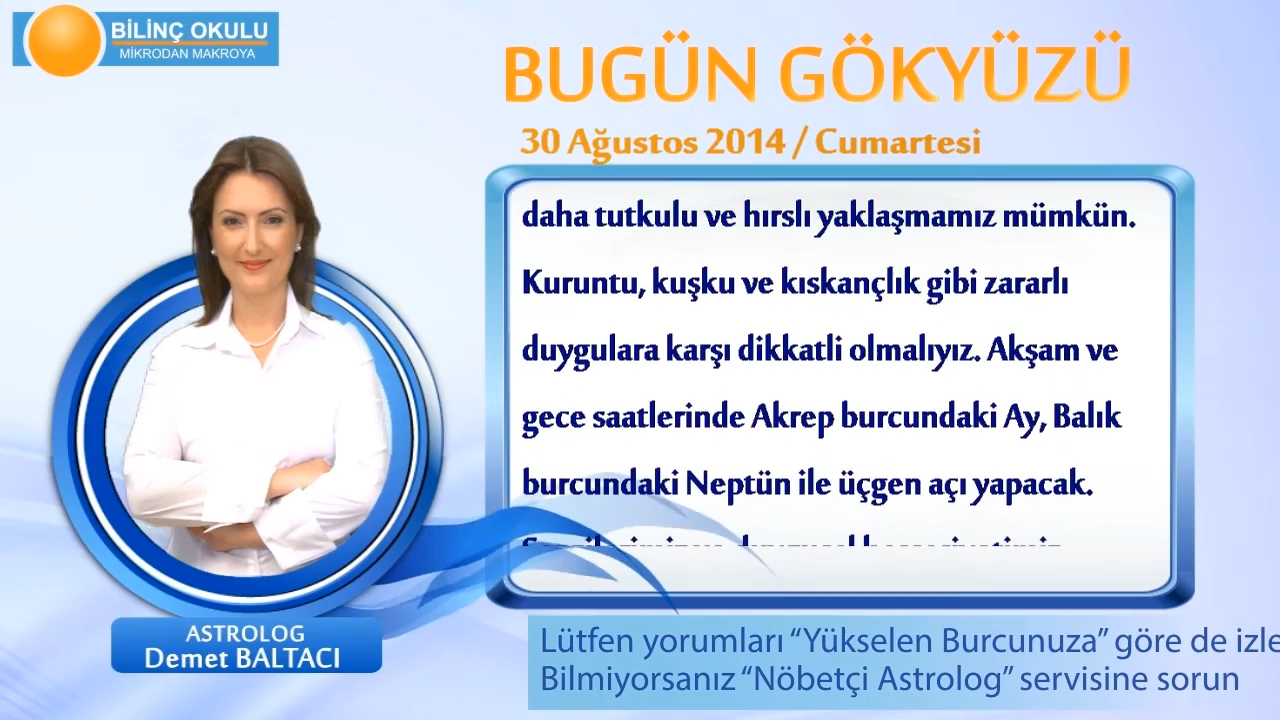 BİLİNÇ OKULU
MİKRODAN MAKROYA
BUGÜN GÖKYÜZÜ
30 Ağustos 2014 / Cumartesi
daha tutkulu ve hırslı yaklaşmamız mümkün.
Kuruntu, kuşku ve kıskançlık gibi zararlı
duygulara karşı dikkatli olmalıyız. Akşam ve
gece saatlerinde Akrep burcundaki Ay, Balık
burcundaki Neptün ile üçgen açı yapacak.
ASTROLOG
Demet BALTACI
Lütfen yorumları “Yükselen Burcunuza” göre de izle
Bilmiyorsanız “Nöbetçi Astrolog” servisine sorun